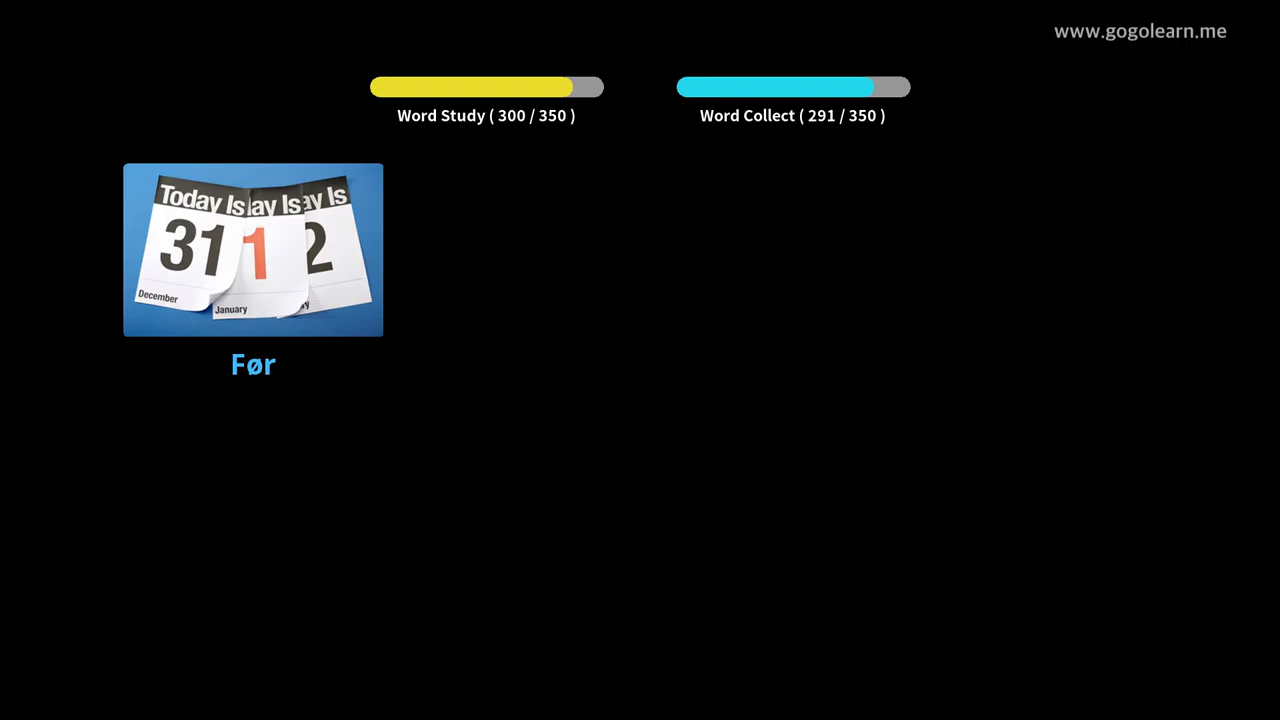 www.gogolearn.me
Word Study ( 300 / 350 )
Word Collect ( 291 / 350 )
Today Is
ay Is
ay Is
31
1
2
December
January
ry
Før